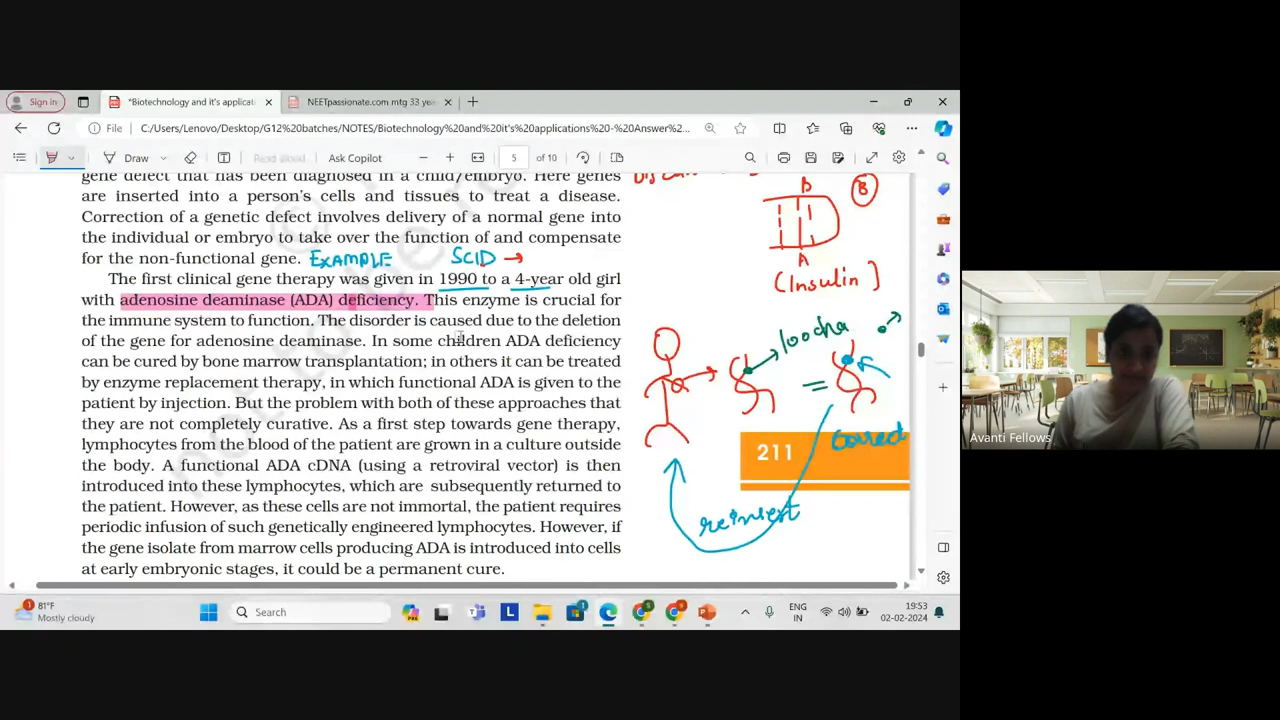 Sign in
*Biotechnology and it's applicati
NEETpassionate.com mtg 33 ye
File
C:/Users/Lenovo/Desktop/G12%20batches/NOTES/Biotechnology%20and%20it's%20applications%20-%20Answer%2...
Draw
Read aloud
Ask Copilot
5 of 10
gene defect that has been diagnosed in a child/embryo. Here genes
are inserted into a person's cells and tissues to treat a disease.
Correction of a genetic defect involves delivery of a normal gene into
the individual or embryo to take over the function of and compensate
for the non-functional gene. EXAMPLE SCID →
The first clinical gene therapy was given in 1990 to a 4-year old girl
with adenosine deaminase (ADA) deficiency. This enzyme is crucial for
the immune system to function. The disorder is caused due to the deletion
of the gene for adenosine deaminase. In some children ADA deficiency
can be cured by bone marrow transplantation; in others it can be treated
by enzyme replacement therapy, in which functional ADA is given to the
patient by injection. But the problem with both of these approaches that
they are not completely curative. As a first step towards gene therapy,
lymphocytes from the blood of the patient are grown in a culture outside
the body. A functional ADA cDNA (using a retroviral vector) is then
introduced into these lymphocytes, which are subsequently returned to
the patient. However, as these cells are not immortal, the patient requires
periodic infusion of such genetically engineered lymphocytes. However, if
the gene isolate from marrow cells producing ADA is introduced into cells
at early embryonic stages, it could be a permanent cure.
B
B
A
(Insulin)
loocha
=
211
reinsert
Avanti Fellows
81°F
Mostly cloudy
Search
ENG
IN
19:53
02-02-2024